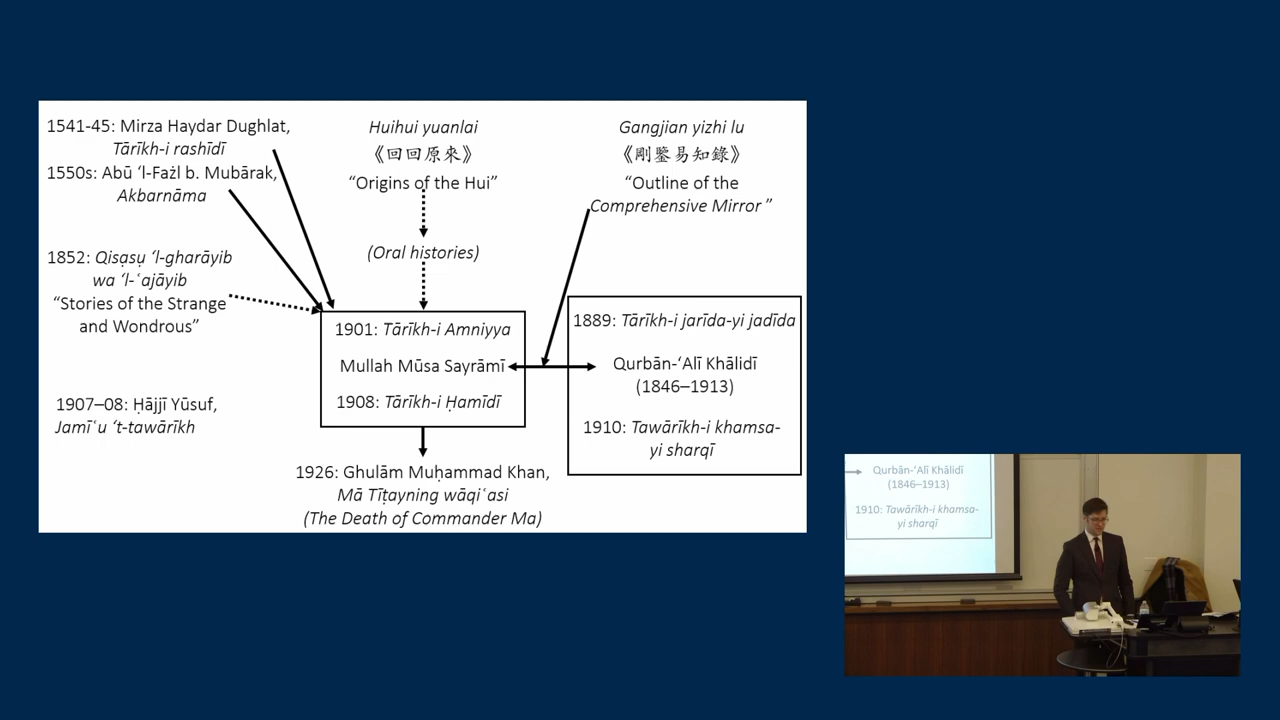 1541-45: Mirza Haydar Dughlat,
Tārīkh-i rashīdī
1550s: Abū ‘l-Fażl b. Mubārak,
Akbarnāma
1852: Qisạsụ ‘l-gharāyib
wa ‘l-ʿajāyib
“Stories of the Strange
and Wondrous”
1907–08: Ḥājjī Yūsuf,
Jamīʿu ‘t-tawārīkh
Huihui yuanlai
《回回原來》
“Origins of the Hui”
(Oral histories)
1901: Tārīkh-i Amniyya
Mullah Mūsa Sayrāmī
1908: Tārīkh-i Ḥamīdī
1926: Ghulām Muḥammad Khan,
Mā Tīṭayning wāqiʿasi
(The Death of Commander Ma)
Gangjian yizhi lu
《剛鑒易知錄》
“Outline of the
Comprehensive Mirror ”
1889: Tārīkh-i jarīda-yi jadīda
Qurbān-‘Alī Khālidī
(1846–1913)
1910: Tawārīkh-i khamsa-
yi sharqī
Qurbān-‘Alī Khālidī
(1846–1913)
1910: Tawārīkh-i khamsa-
yi sharqī